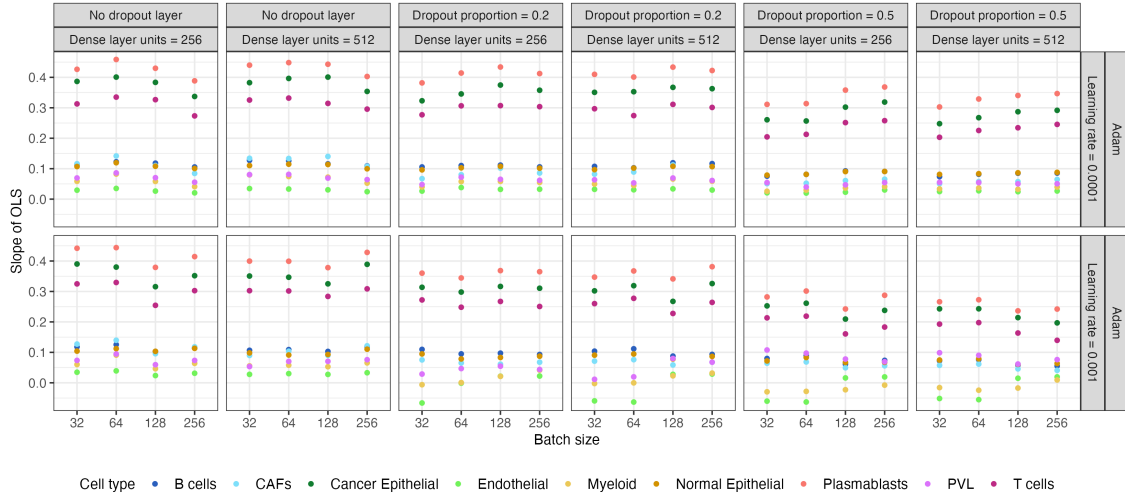 No dropout layer
No dropout layer
Dropout proportion = 0.2
Dropout proportion = 0.2
Dropout proportion = 0.5
Dropout proportion = 0.5
Dense layer units = 256
Dense layer units = 512
Dense layer units = 256
Dense layer units = 512
Dense layer units = 256
Dense layer units = 512
0.4
0.3
0.2
0.1
0.0
Learning rate = 0.0001
Adam
Slope of OLS
0.4
0.3
0.2
0.1
0.0
Learning rate = 0.001
Adam
32 64 128 256
32 64 128 256
32 64 128 256
32 64 128 256
32 64 128 256
32 64 128 256
Batch size
Cell type B cells CAFs Cancer Epithelial Endothelial Myeloid Normal Epithelial Plasmablasts PVL T cells